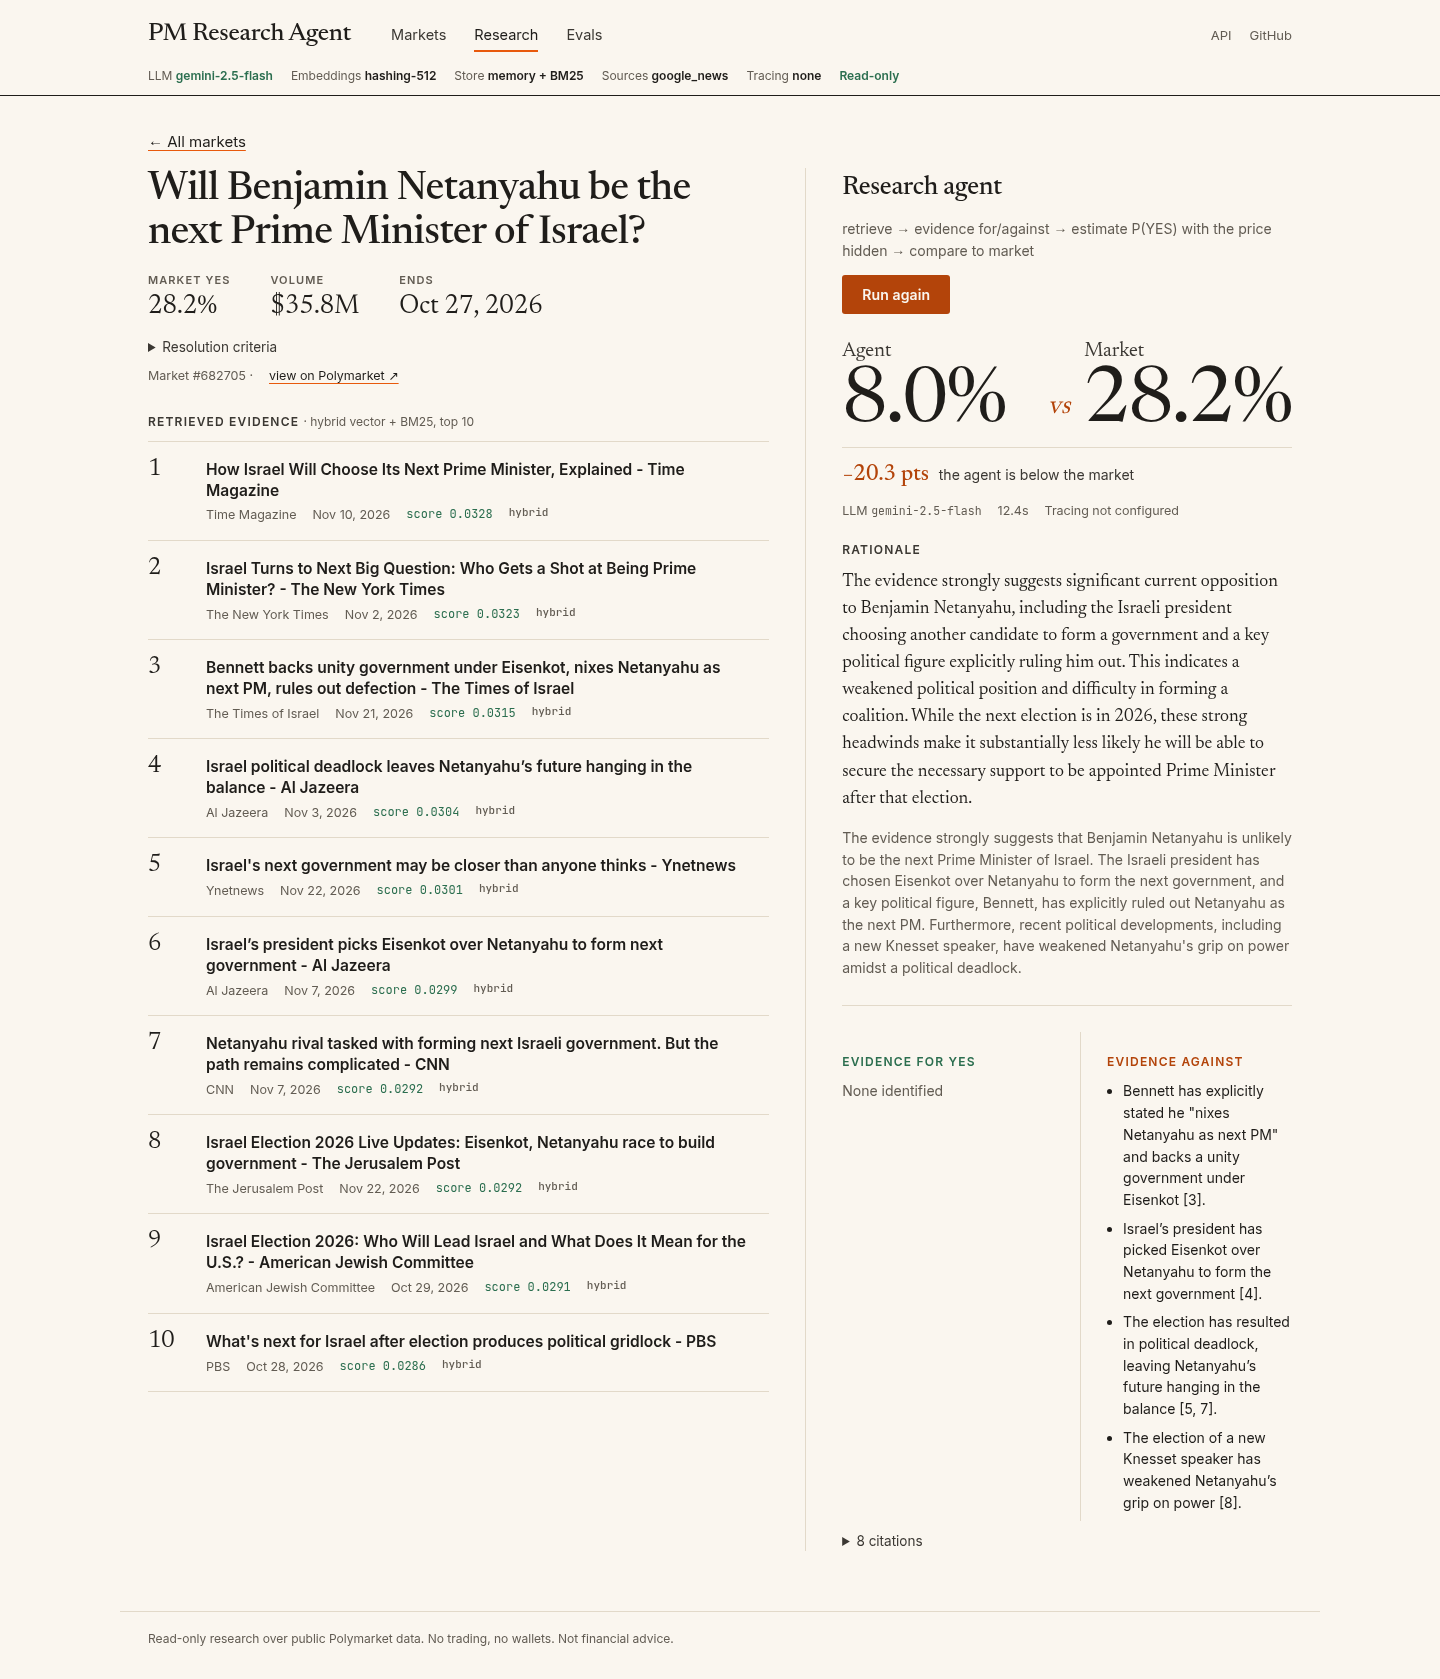 PM Research Agent
Markets
Research
Evals
API
GitHub
LLM gemini-2.5-flash
Embeddings hashing-512
Store memory + BM25
Sources google_news
Tracing none
Read-only
← All markets
Will Benjamin Netanyahu be the
next Prime Minister of Israel?
MARKET YES
28.2%
VOLUME
$35.8M
ENDS
Oct 27, 2026
▶ Resolution criteria
Market #682705 · view on Polymarket ↗
RETRIEVED EVIDENCE · hybrid vector + BM25, top 10
1
How Israel Will Choose Its Next Prime Minister, Explained - Time
Magazine
Time Magazine Nov 10, 2026 score 0.0328 hybrid
2
Israel Turns to Next Big Question: Who Gets a Shot at Being Prime
Minister? - The New York Times
The New York Times Nov 2, 2026 score 0.0323 hybrid
3
Bennett backs unity government under Eisenkot, nixes Netanyahu as
next PM, rules out defection - The Times of Israel
The Times of Israel Nov 21, 2026 score 0.0315 hybrid
4
Israel political deadlock leaves Netanyahu’s future hanging in the
balance - Al Jazeera
Al Jazeera Nov 3, 2026 score 0.0304 hybrid
5
Israel's next government may be closer than anyone thinks - Ynetnews
Ynetnews Nov 22, 2026 score 0.0301 hybrid
6
Israel’s president picks Eisenkot over Netanyahu to form next
government - Al Jazeera
Al Jazeera Nov 7, 2026 score 0.0299 hybrid
7
Netanyahu rival tasked with forming next Israeli government. But the
path remains complicated - CNN
CNN Nov 7, 2026 score 0.0292 hybrid
8
Israel Election 2026 Live Updates: Eisenkot, Netanyahu race to build
government - The Jerusalem Post
The Jerusalem Post Nov 22, 2026 score 0.0292 hybrid
9
Israel Election 2026: Who Will Lead Israel and What Does It Mean for the
U.S.? - American Jewish Committee
American Jewish Committee Oct 29, 2026 score 0.0291 hybrid
10
What's next for Israel after election produces political gridlock - PBS
PBS Oct 28, 2026 score 0.0286 hybrid
Research agent
retrieve → evidence for/against → estimate P(YES) with the price
hidden → compare to market
Run again
Agent
8.0%
vs
Market
28.2%
−20.3 pts the agent is below the market
LLM gemini-2.5-flash 12.4s Tracing not configured
RATIONALE
The evidence strongly suggests significant current opposition
to Benjamin Netanyahu, including the Israeli president
choosing another candidate to form a government and a key
political figure explicitly ruling him out. This indicates a
weakened political position and difficulty in forming a
coalition. While the next election is in 2026, these strong
headwinds make it substantially less likely he will be able to
secure the necessary support to be appointed Prime Minister
after that election.
The evidence strongly suggests that Benjamin Netanyahu is unlikely
to be the next Prime Minister of Israel. The Israeli president has
chosen Eisenkot over Netanyahu to form the next government, and
a key political figure, Bennett, has explicitly ruled out Netanyahu as
the next PM. Furthermore, recent political developments, including
a new Knesset speaker, have weakened Netanyahu's grip on power
amidst a political deadlock.
EVIDENCE FOR YES
None identified
EVIDENCE AGAINST
• Bennett has explicitly
stated he "nixes
Netanyahu as next PM"
and backs a unity
government under
Eisenkot [3].
• Israel’s president has
picked Eisenkot over
Netanyahu to form the
next government [4].
• The election has resulted
in political deadlock,
leaving Netanyahu’s
future hanging in the
balance [5, 7].
• The election of a new
Knesset speaker has
weakened Netanyahu’s
grip on power [8].
▶ 8 citations
Read-only research over public Polymarket data. No trading, no wallets. Not financial advice.